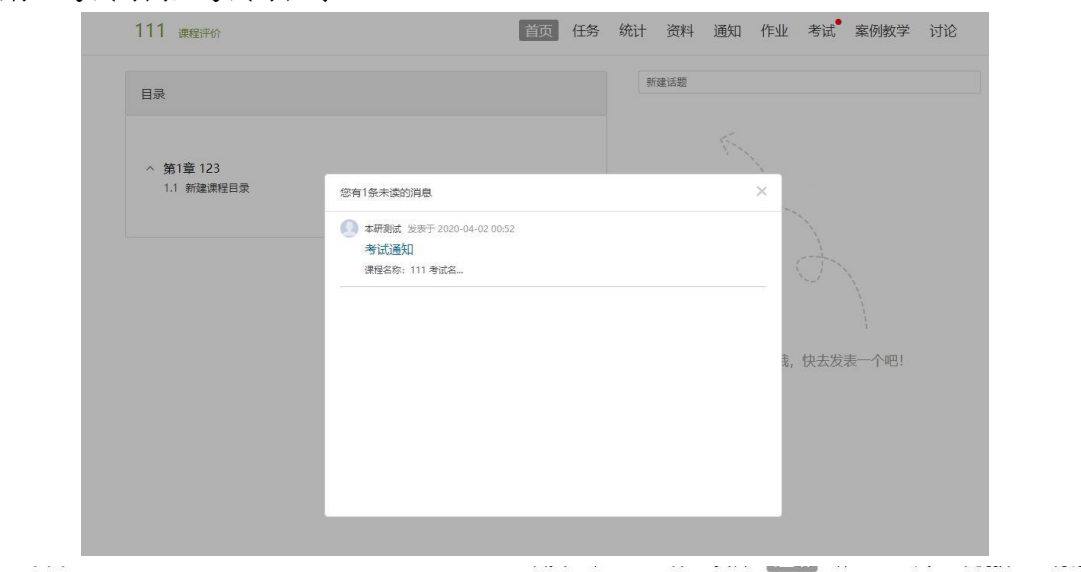 111 课程评价
首页 任务 统计 资料 通知 作业 考试 案例教学 讨论
目录
新建话题
第1章 123
1.1 新建课程目录
您有1条未读的消息
本研测试 发表于 2020-04-02 00:52
考试通知
课程名称：111 考试名...
，快去发表一个吧！